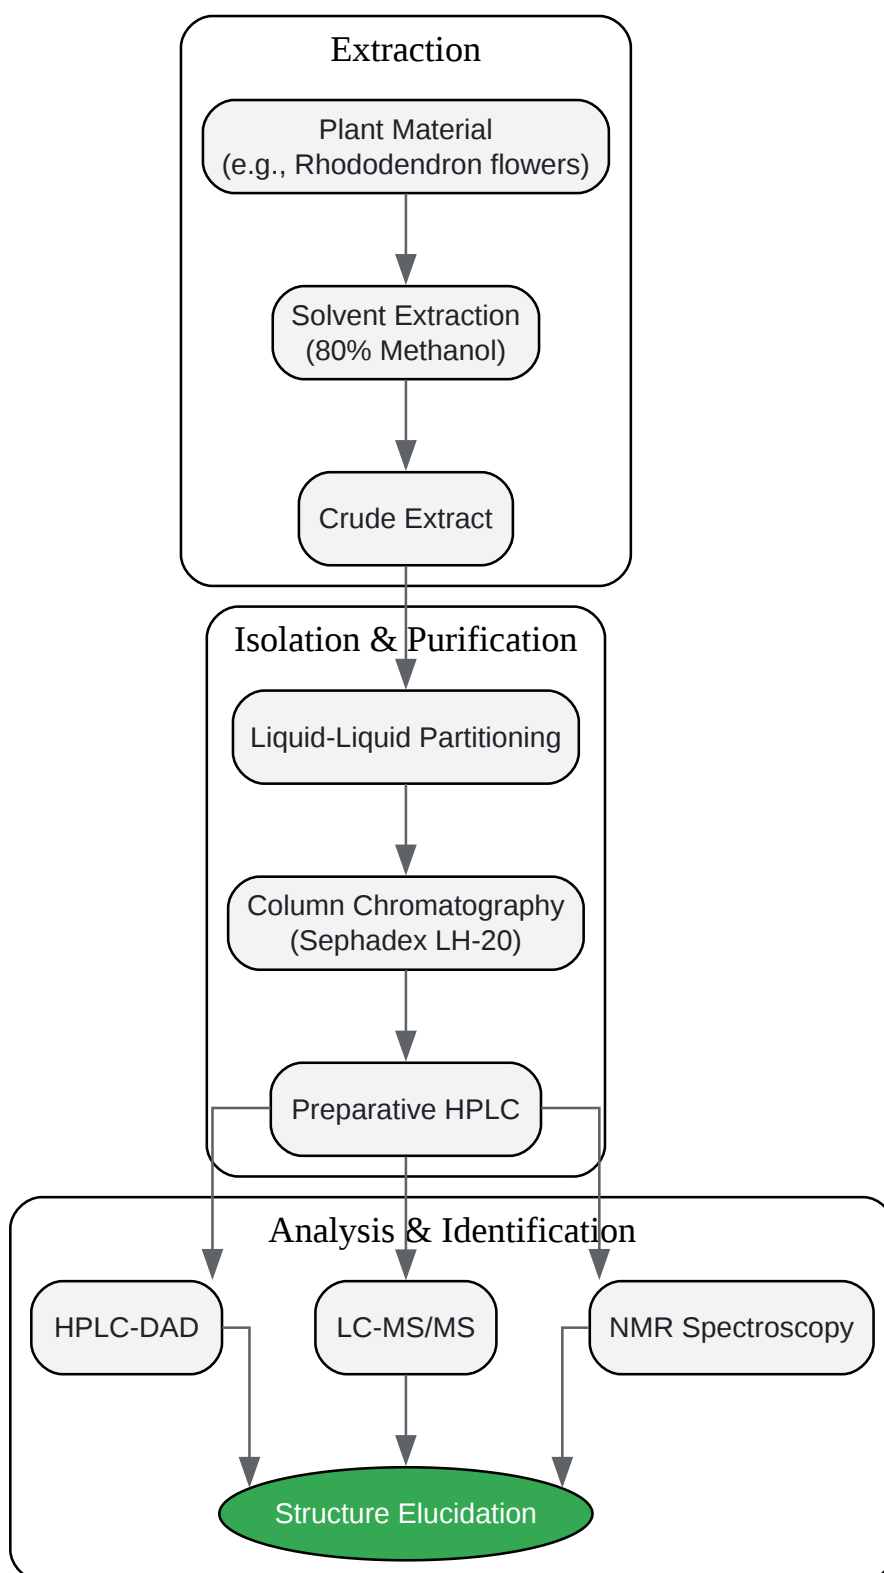 Extraction
Plant Material
(e.g., Rhododendron flowers)
Solvent Extraction
(80% Methanol)
Crude Extract
Isolation & Purification
Liquid-Liquid Partitioning
Column Chromatography
(Sephadex LH-20)
Preparative HPLC
Analysis & Identification
HPLC-DAD
LC-MS/MS
NMR Spectroscopy
Structure Elucidation